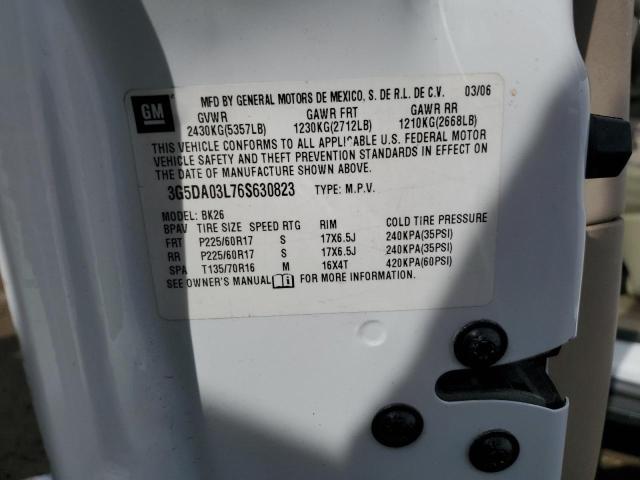 GM
MFD BY GENERAL MOTORS DE MEXICO, S. DE R.L. DE C.V. 03/06
GVWR GAWR FRT GAWR RR
2430KG(5357LB) 1230KG(2712LB) 1210KG(2668LB)
THIS VEHICLE CONFORMS TO ALL APPLICABLE U.S. FEDERAL MOTOR
VEHICLE SAFETY AND THEFT PREVENTION STANDARDS IN EFFECT ON
THE DATE OF MANUFACTURE SHOWN ABOVE.
3G5DA03L76S630823 TYPE: M.P.V.
MODEL: BK26
BPAV TIRE SIZE SPEED RTG RIM COLD TIRE PRESSURE
FRT P225/60R17 S 17X6.5J 240KPA(35PSI)
RR P225/60R17 S 17X6.5J 240KPA(35PSI)
SPA T135/70R16 M 16X4T 420KPA(60PSI)
SEE OWNER'S MANUAL FOR MORE INFORMATION.